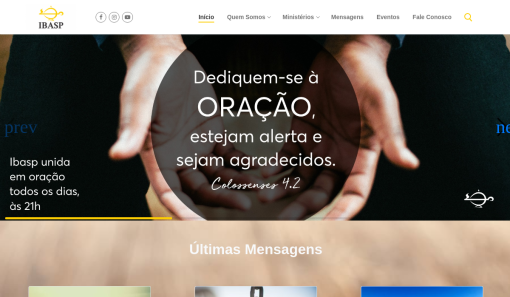 IBASP
Início
Quem Somos
Ministérios
Mensagens
Eventos
Fale Conosco
Dediquem-se à
ORAÇÃO,
estejam alerta e
sejam agradecidos.
Colossenses 4.2
prev
ne
Ibasp unida
em oração
todos os dias,
às 21h
Últimas Mensagens